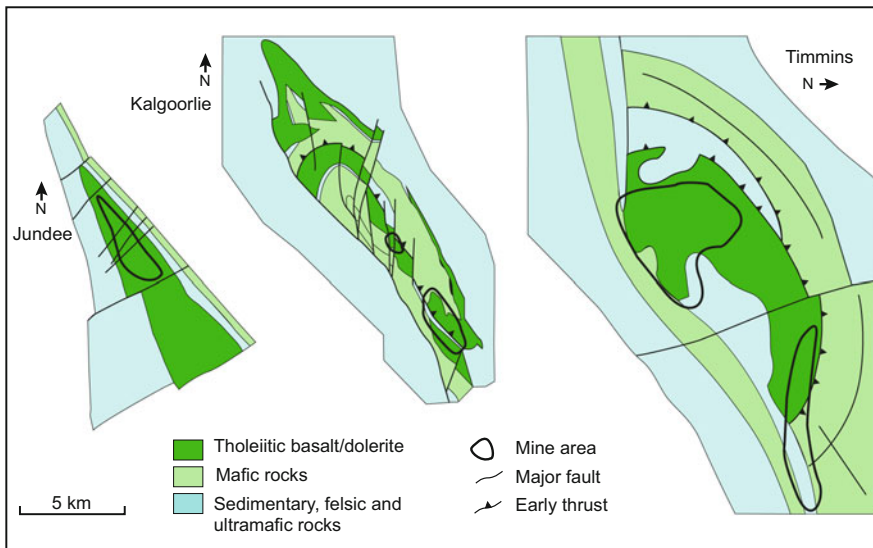 Timmins
N
N
Kalgoorlie
N
Jundee
Tholeiitic basalt/dolerite
Mafic rocks
Sedimentary, felsic and
ultramafic rocks
Mine area
Major fault
Early thrust
5 km